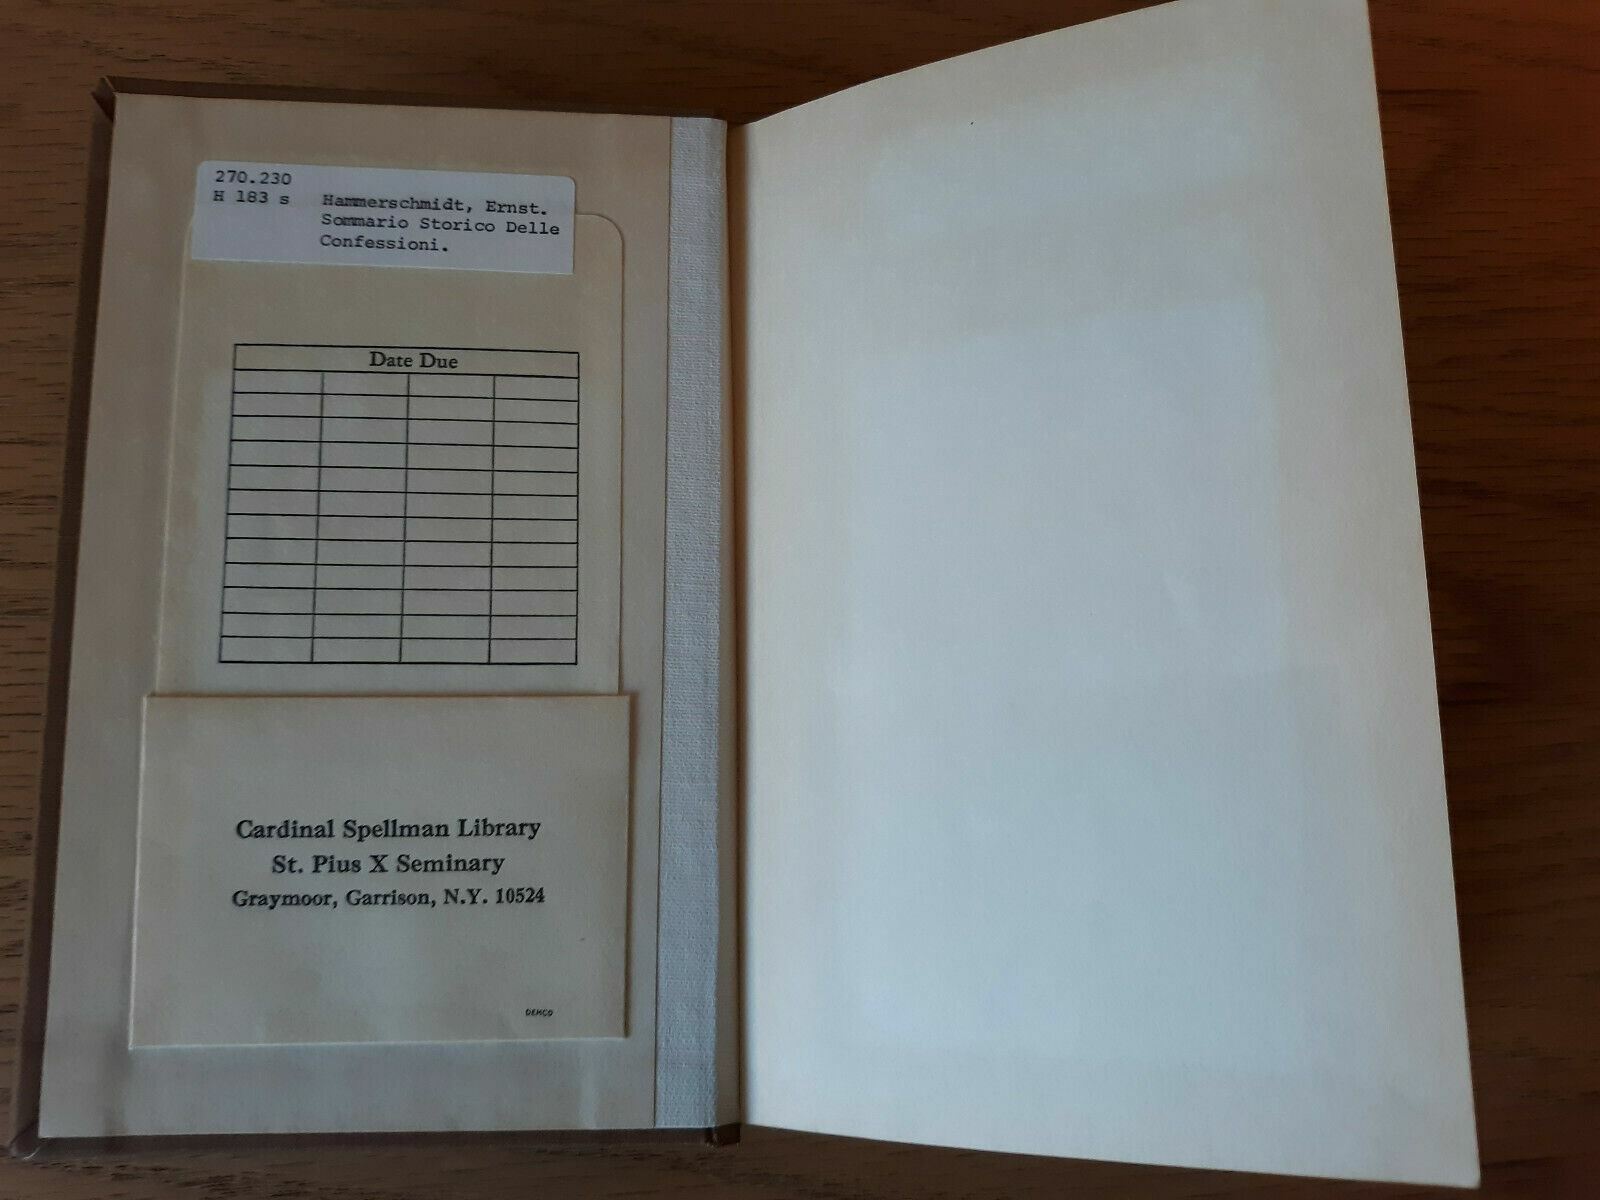 270.230
H 183 s Hammerschmidt, Ernst.
Sommario Storico Delle
Confessioni.
Date Due
Cardinal Spellman Library
St. Pius X Seminary
Graymoor, Garrison, N.Y. 10524
DEMCO